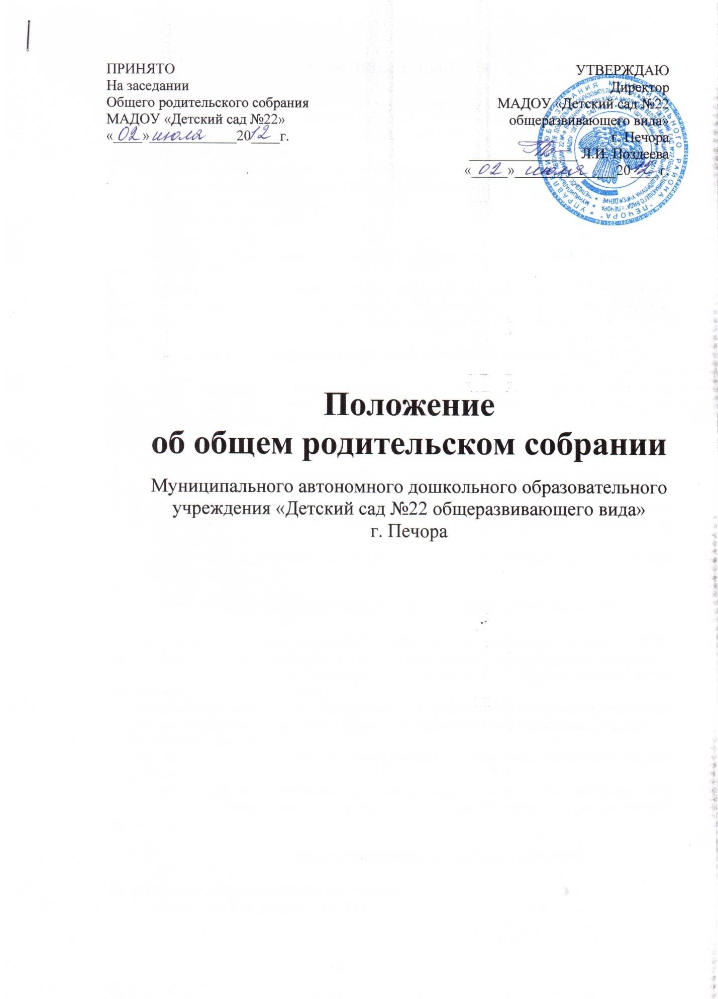 ПРИНЯТО
На заседании
Общего родительского собрания
МАДОУ «Детский сад №22»
«02» июля 2012 г.
УТВЕРЖДАЮ
Директор
МАДОУ «Детский сад №22
общеразвивающего вида»
г. Печора
Л.И. Поздеева
«02» июля 2012 г.
Положение
об общем родительском собрании
Муниципального автономного дошкольного образовательного
учреждения «Детский сад №22 общеразвивающего вида»
г. Печора